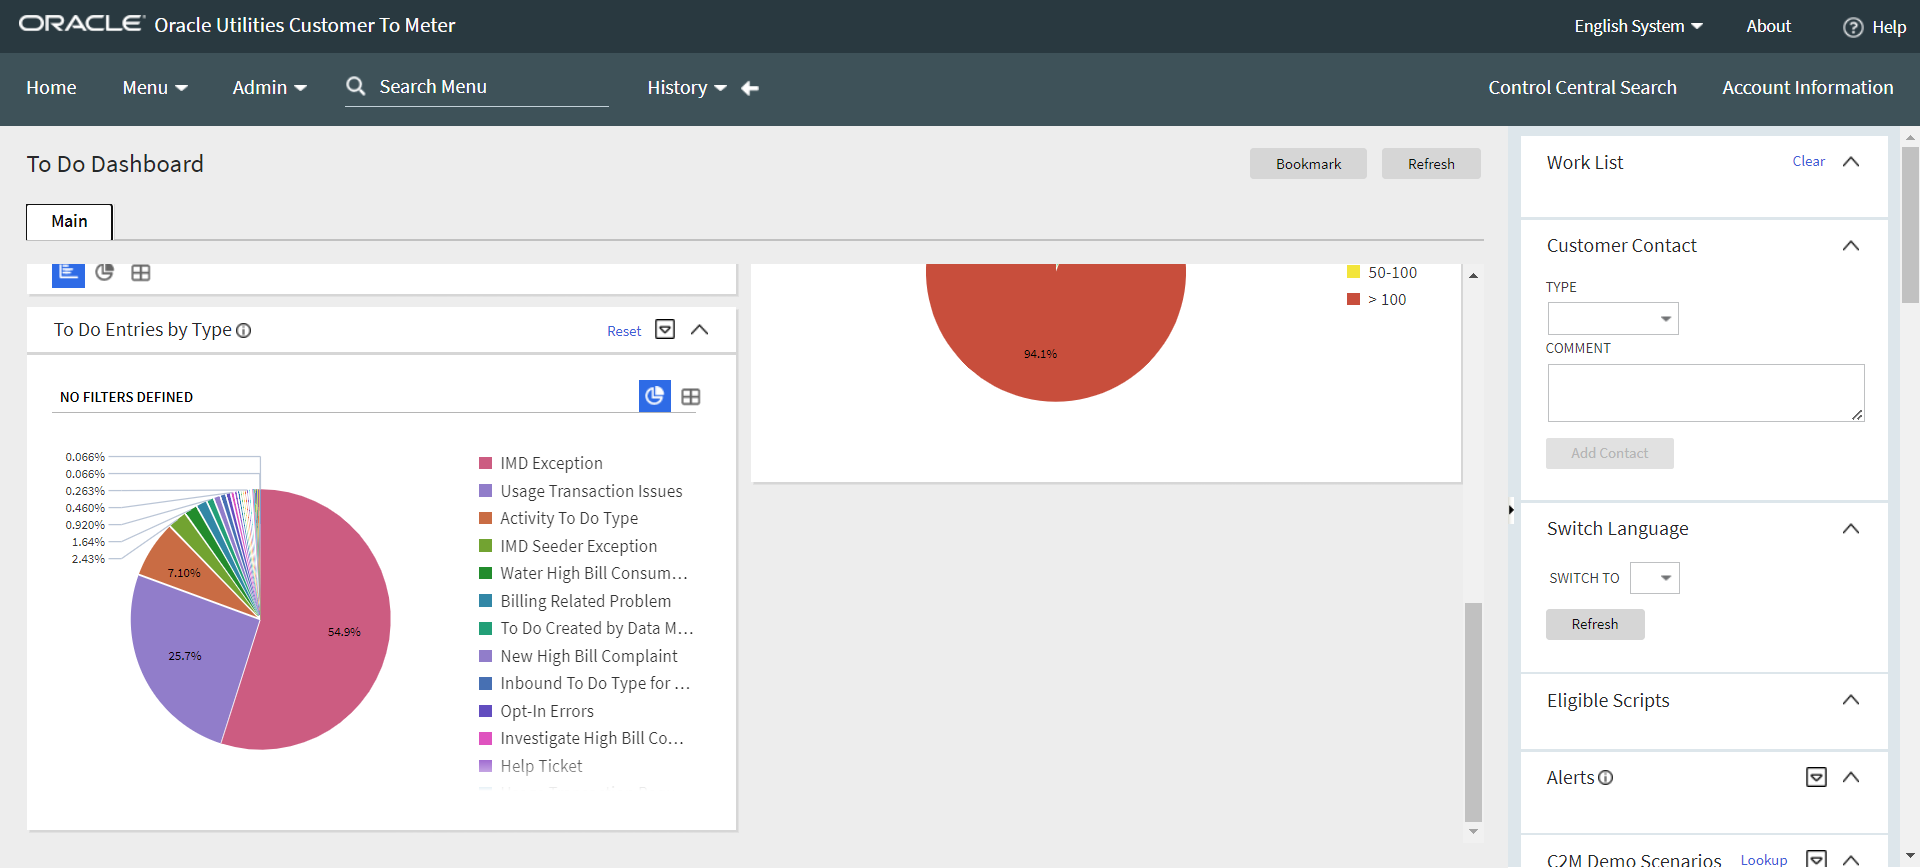 ORACLE Oracle Utilities Customer To Meter
English System
About
Help
Home
Menu
Admin
Search Menu
History
Control Central Search
Account Information
To Do Dashboard
Bookmark
Refresh
Main
To Do Entries by Type
Reset
NO FILTERS DEFINED
0.066%
0.066%
0.263%
0.460%
0.920%
1.64%
2.43%
7.10%
25.7%
54.9%
IMD Exception
Usage Transaction Issues
Activity To Do Type
IMD Seeder Exception
Water High Bill Consum...
Billing Related Problem
To Do Created by Data M...
New High Bill Complaint
Inbound To Do Type for ...
Opt-In Errors
Investigate High Bill Co...
Help Ticket
50-100
> 100
94.1%
Work List
Clear
Customer Contact
TYPE
COMMENT
Add Contact
Switch Language
SWITCH TO
Refresh
Eligible Scripts
Alerts
C2M Demo Scenarios
Lookup